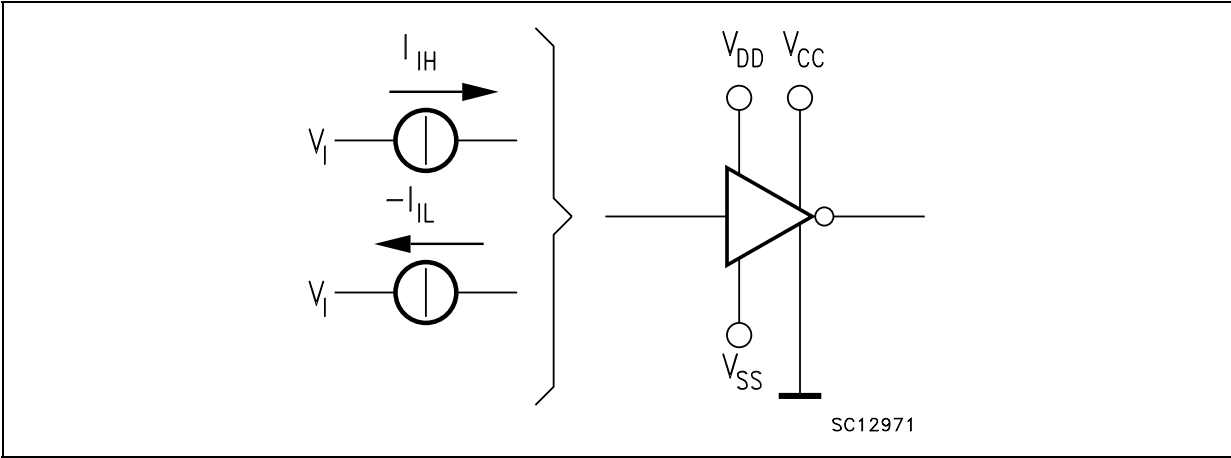 I_IH
V_I
–I_IL
V_I
V_DD
V_CC
V_SS
SC12971